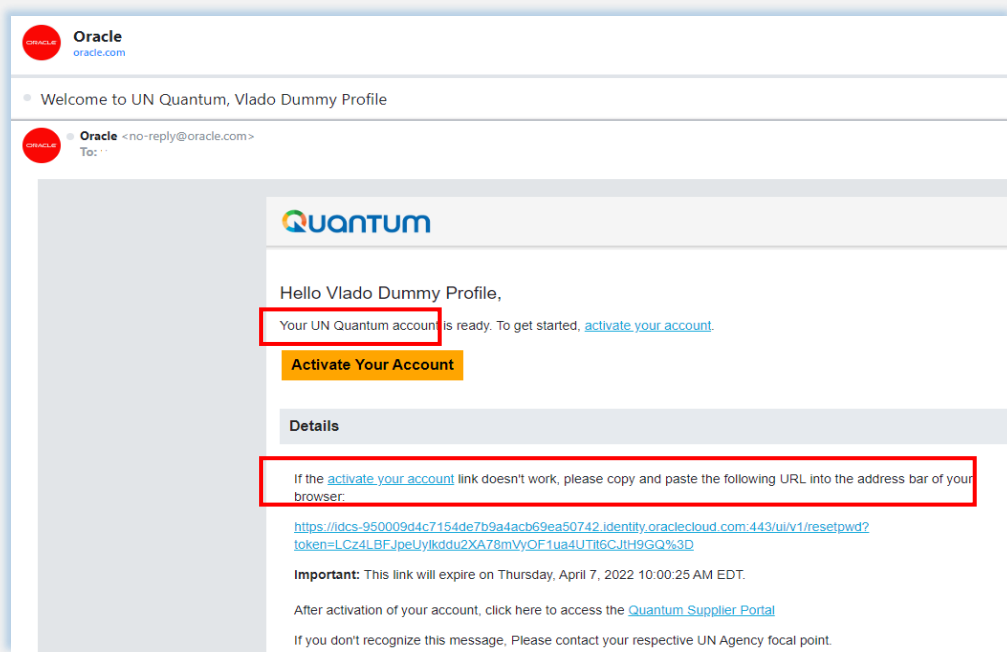 ORACLE
Oracle
oracle.com
Welcome to UN Quantum, Vlado Dummy Profile
ORACLE
Oracle <no-reply@oracle.com>
To:
Quantum
Hello Vlado Dummy Profile,
Your UN Quantum account is ready. To get started, activate your account.
Activate Your Account
Details
If the activate your account link doesn't work, please copy and paste the following URL into the address bar of your
browser:
https://idcs-950009d4c7154de7b9a4acb69ea50742.identity.oraclecloud.com:443/ui/v1/resetpwd?
token=LCz4LBFJpeUyIkddu2XA78mVyOF1ua4UTit6CJtH9GQ%3D
Important: This link will expire on Thursday, April 7, 2022 10:00:25 AM EDT.
After activation of your account, click here to access the Quantum Supplier Portal
If you don't recognize this message, Please contact your respective UN Agency focal point.